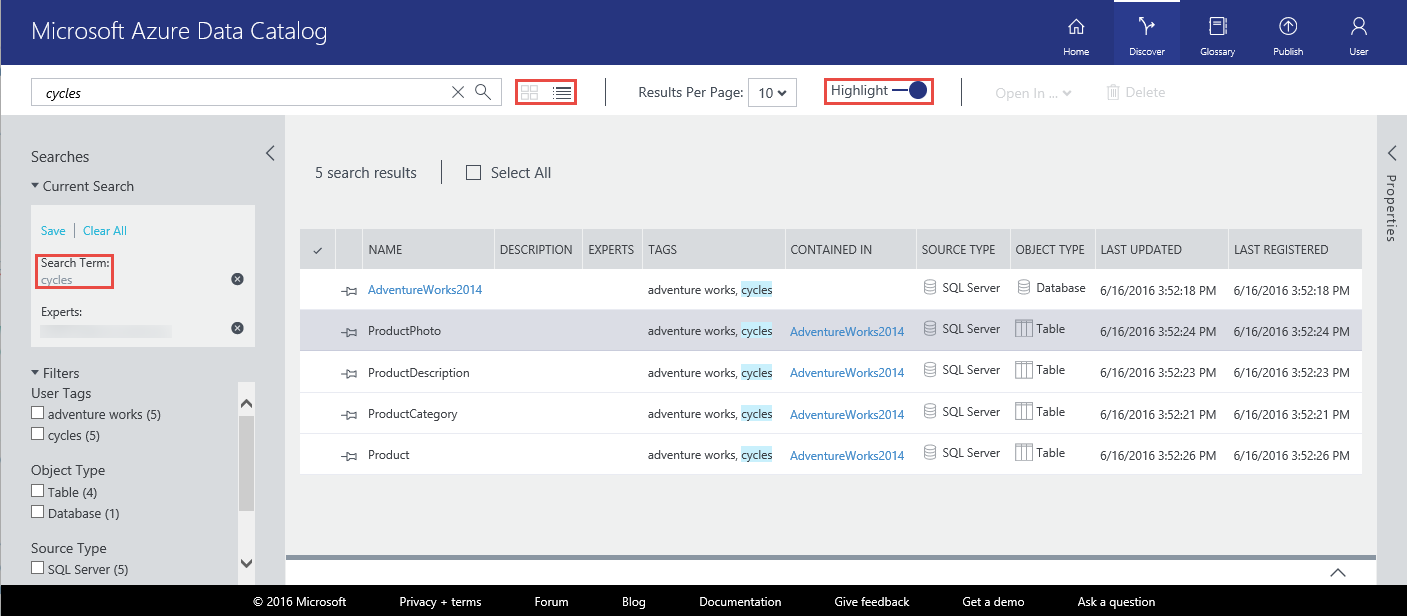 Microsoft Azure Data Catalog
Home
Discover
Glossary
Publish
User
cycles
Results Per Page: 10
Highlight
Open In ...
Delete
Searches
Current Search
Save | Clear All
Search Term:
cycles
Experts:
Filters
User Tags
adventure works (5)
cycles (5)
Object Type
Table (4)
Database (1)
Source Type
SQL Server (5)
5 search results
Select All
NAME DESCRIPTION EXPERTS TAGS CONTAINED IN SOURCE TYPE OBJECT TYPE LAST UPDATED LAST REGISTERED
AdventureWorks2014 adventure works, cycles SQL Server Database 6/16/2016 3:52:18 PM 6/16/2016 3:52:18 PM
ProductPhoto adventure works, cycles AdventureWorks2014 SQL Server Table 6/16/2016 3:52:24 PM 6/16/2016 3:52:24 PM
ProductDescription adventure works, cycles AdventureWorks2014 SQL Server Table 6/16/2016 3:52:23 PM 6/16/2016 3:52:23 PM
ProductCategory adventure works, cycles AdventureWorks2014 SQL Server Table 6/16/2016 3:52:21 PM 6/16/2016 3:52:21 PM
Product adventure works, cycles AdventureWorks2014 SQL Server Table 6/16/2016 3:52:26 PM 6/16/2016 3:52:26 PM
Properties
© 2016 Microsoft Privacy + terms Forum Blog Documentation Give feedback Get a demo Ask a question